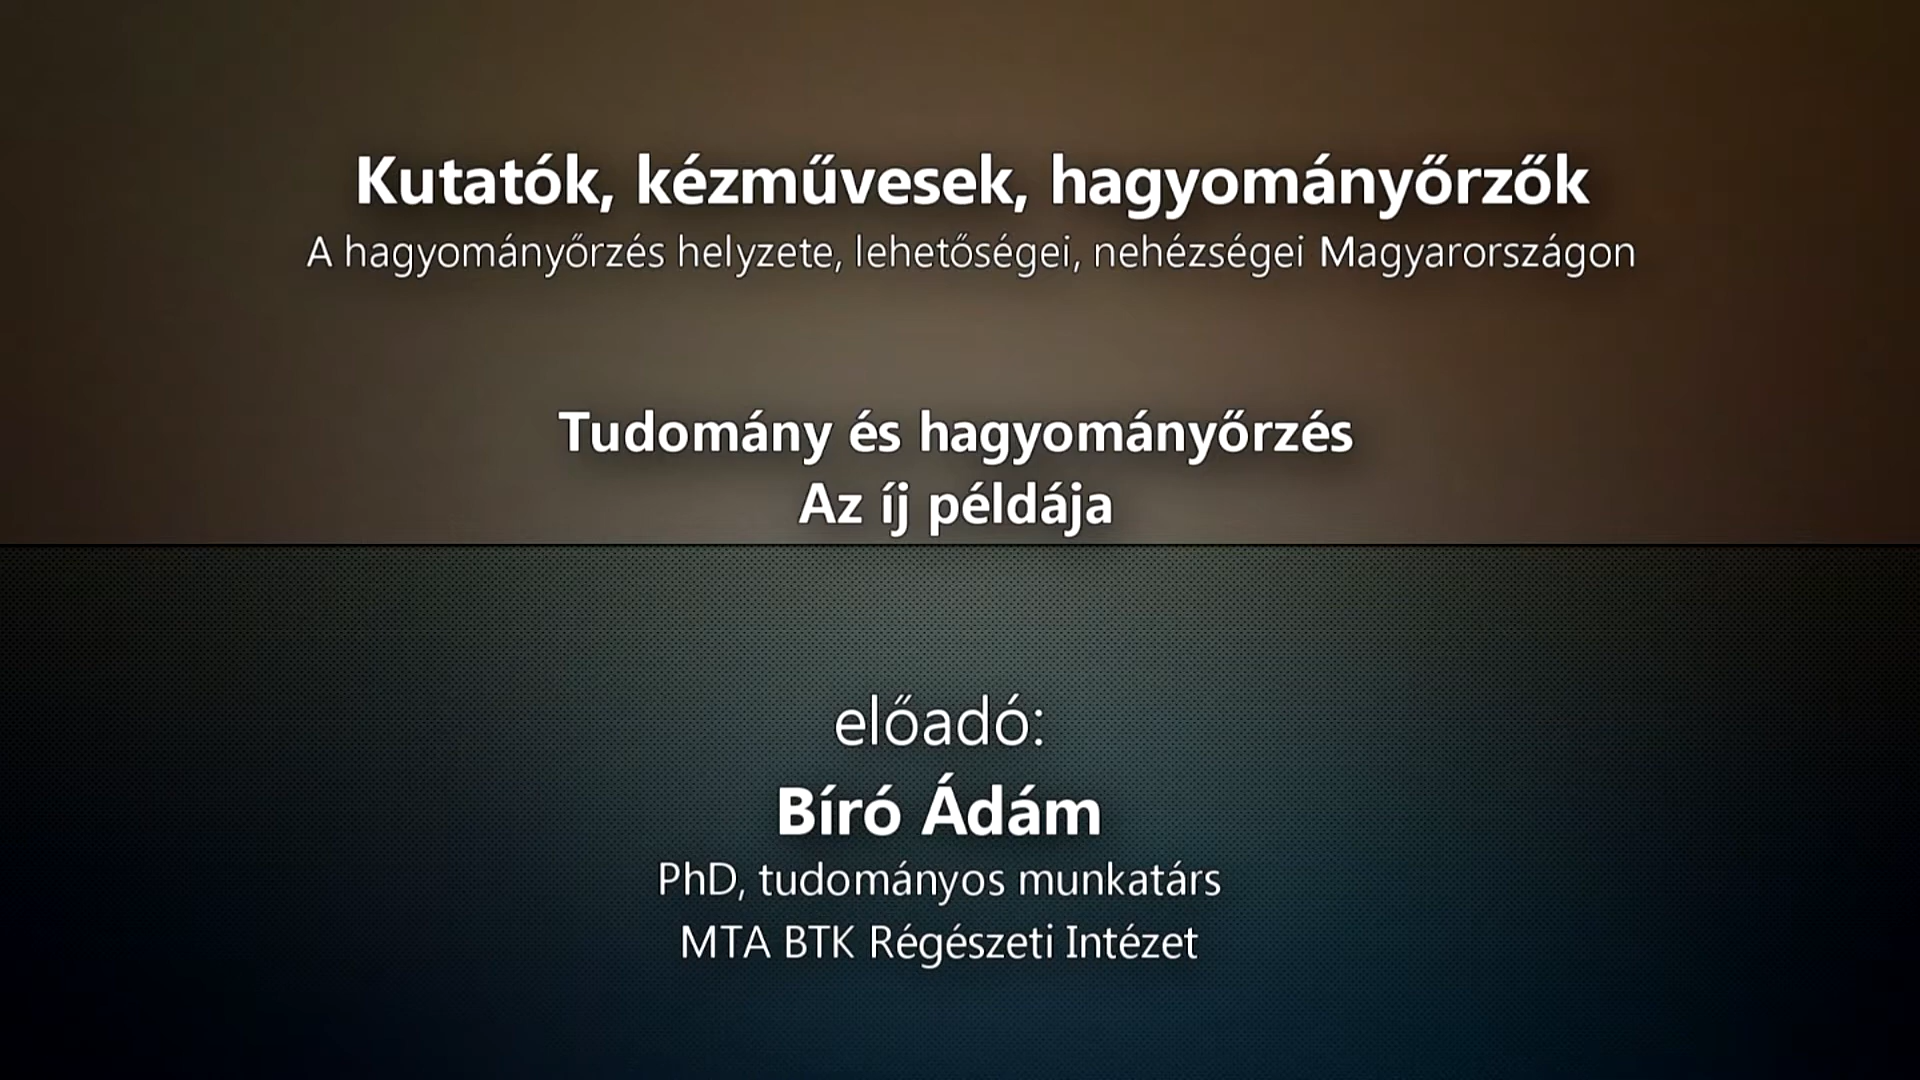 Kutatók, kézművesek, hagyományőrzők
A hagyományőrzés helyzete, lehetőségei, nehézségei Magyarországon
Tudomány és hagyományőrzés
Az íj példája
előadó:
Bíró Ádám
PhD, tudományos munkatárs
MTA BTK Régészeti Intézet